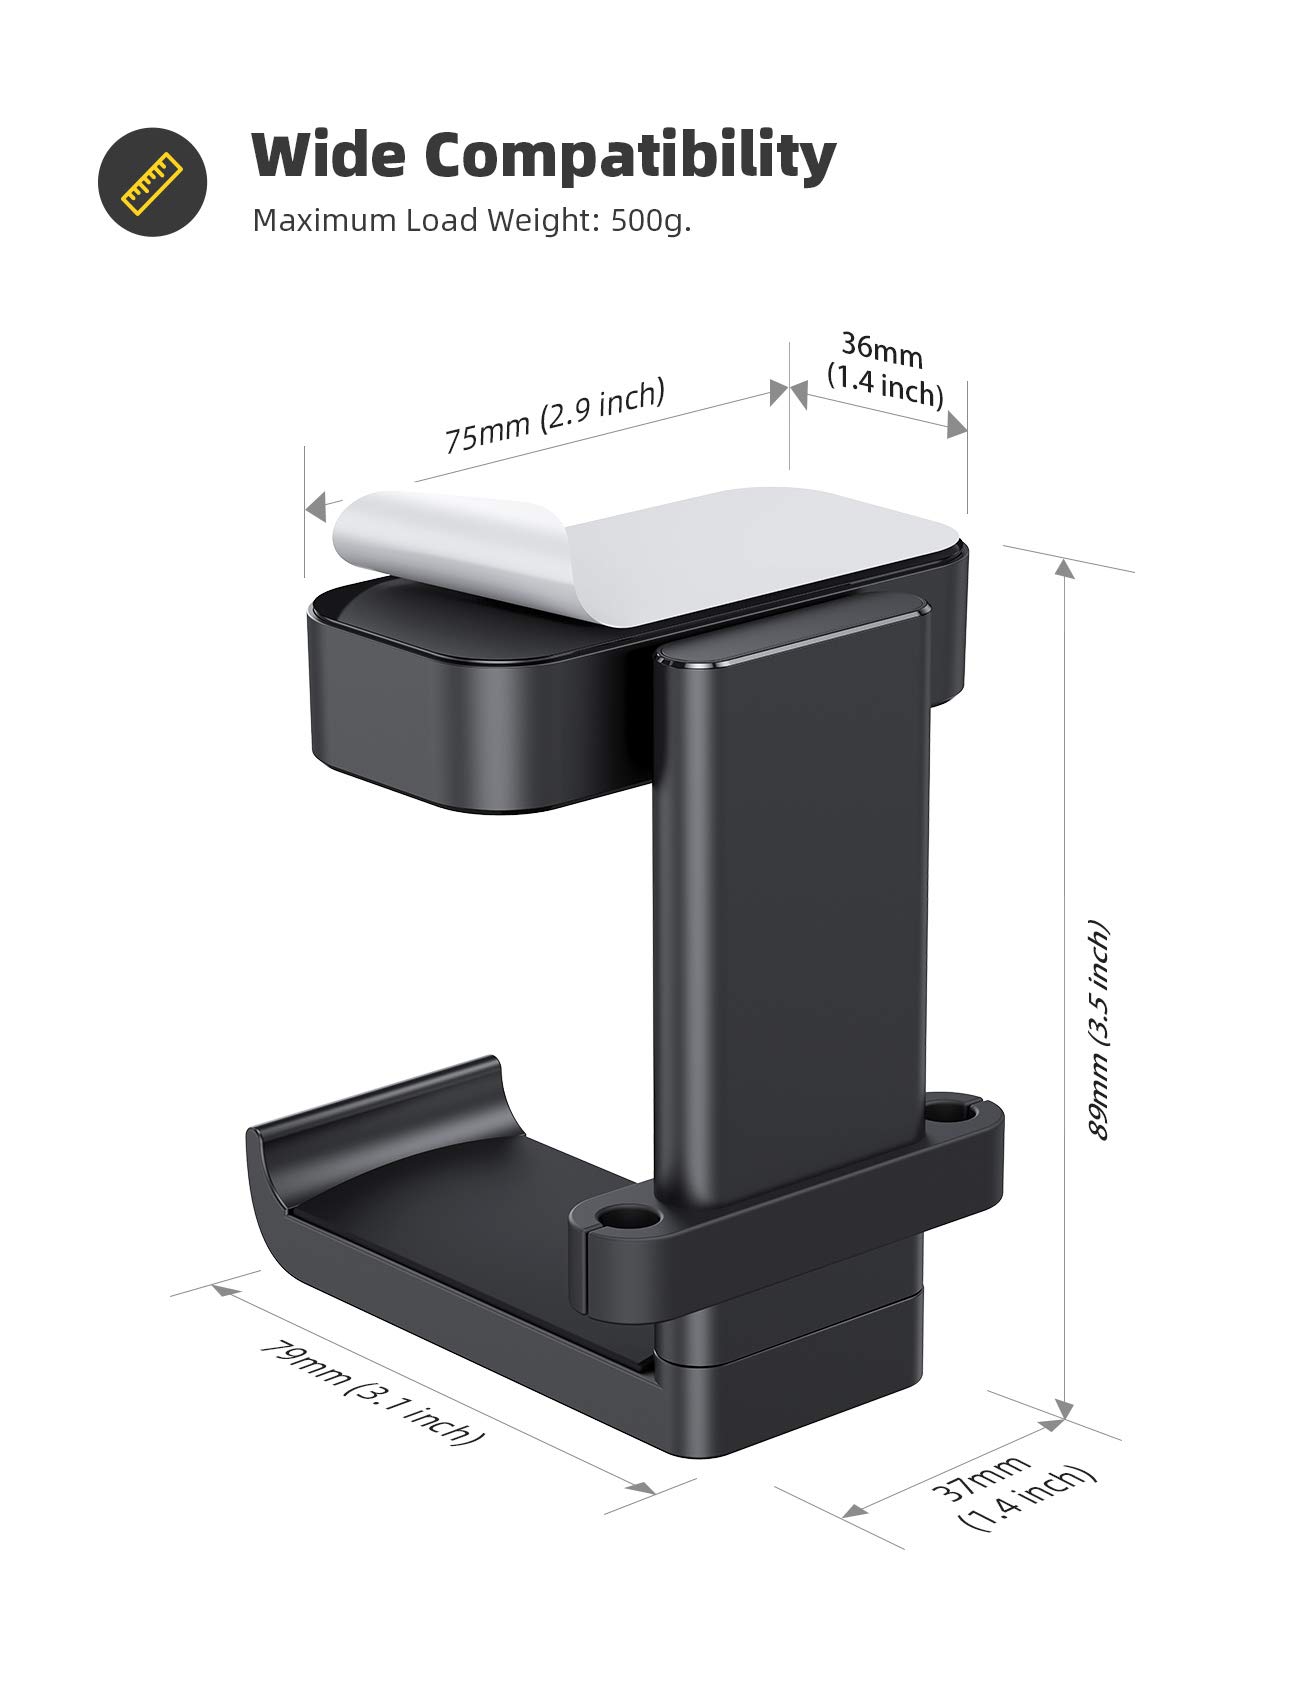 Wide Compatibility
Maximum Load Weight: 500g.
36mm
(1.4 inch)
75mm (2.9 inch)
89mm (3.5 inch)
79mm (3.1 inch)
37mm
(1.4 inch)